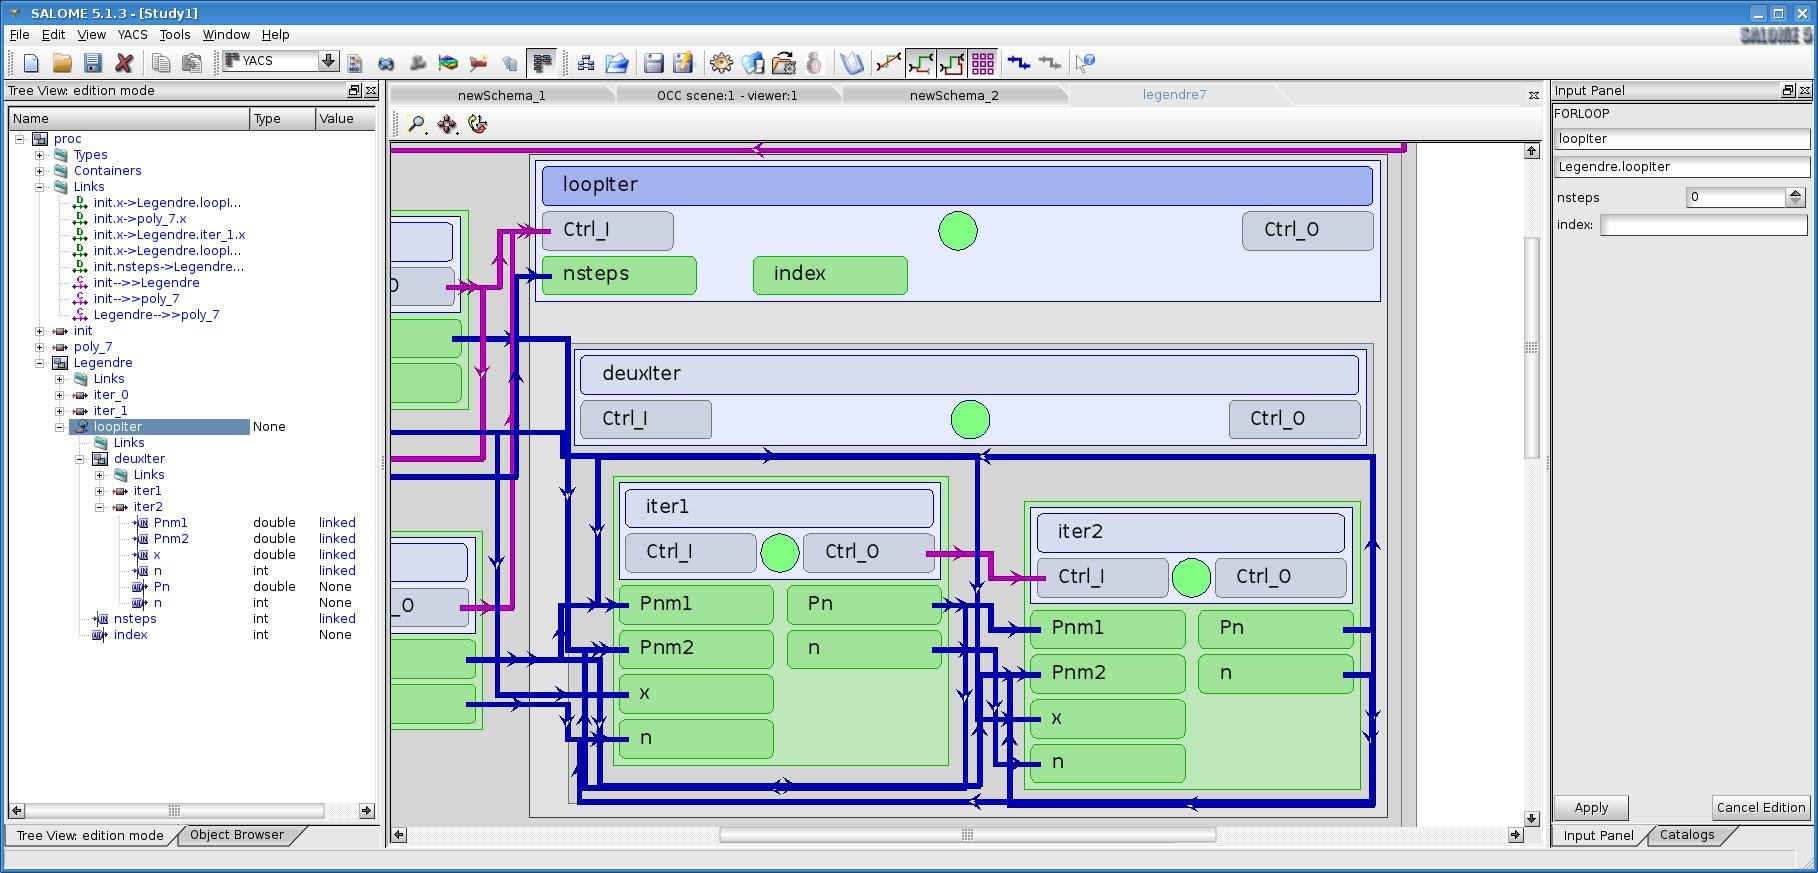 SALOME 5.1.3 - [Study1]
File Edit View YACS Tools Window Help
SALOME 5
YACS
Tree View: edition mode
Name Type Value
proc
Types
Containers
Links
init.x->Legendre.loopI...
init.x->poly_7.x
init.x->Legendre.iter_1.x
init.x->Legendre.loopI...
init.nsteps->Legendre...
init-->>Legendre
init-->>poly_7
Legendre-->>poly_7
init
poly_7
Legendre
Links
iter_0
iter_1
loopIter None
Links
deuxIter
Links
iter1
iter2
Pnm1 double linked
Pnm2 double linked
x double linked
n int linked
Pn double None
n int None
nsteps int linked
index int None
Tree View: edition mode Object Browser
newSchema_1 OCC scene:1 - viewer:1 newSchema_2 legendre7
loopIter
Ctrl_I Ctrl_O
nsteps index
O
deuxIter
Ctrl_I Ctrl_O
iter1
Ctrl_I Ctrl_O
Pnm1 Pn
Pnm2 n
x
n
_O
iter2
Ctrl_I Ctrl_O
Pnm1 Pn
Pnm2 n
x
n
Input Panel
FORLOOP
loopIter
Legendre.loopIter
nsteps 0
index:
Apply Cancel Edition
Input Panel Catalogs